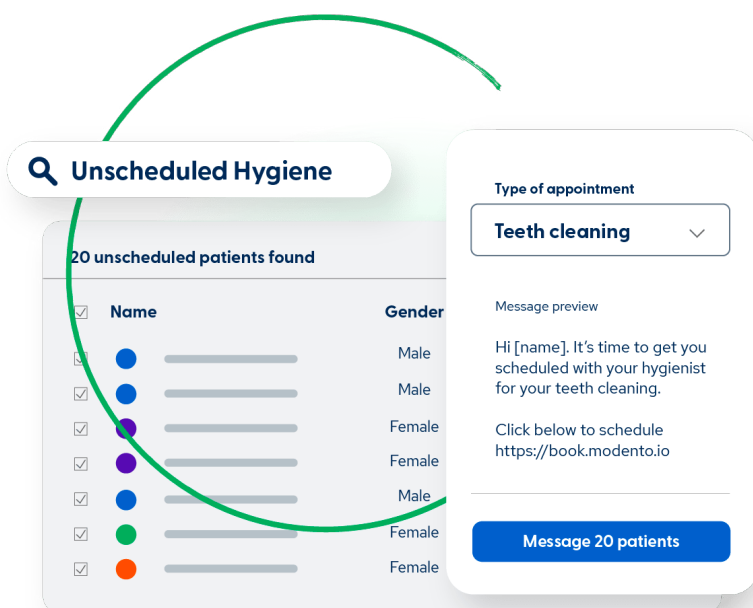 Unscheduled Hygiene
20 unscheduled patients found
Name Gender
Male
Male
Female
Female
Male
Female
Female
Type of appointment
Teeth cleaning
Message preview
Hi [name]. It’s time to get you
scheduled with your hygienist
for your teeth cleaning.
Click below to schedule
https://book.modento.io
Message 20 patients